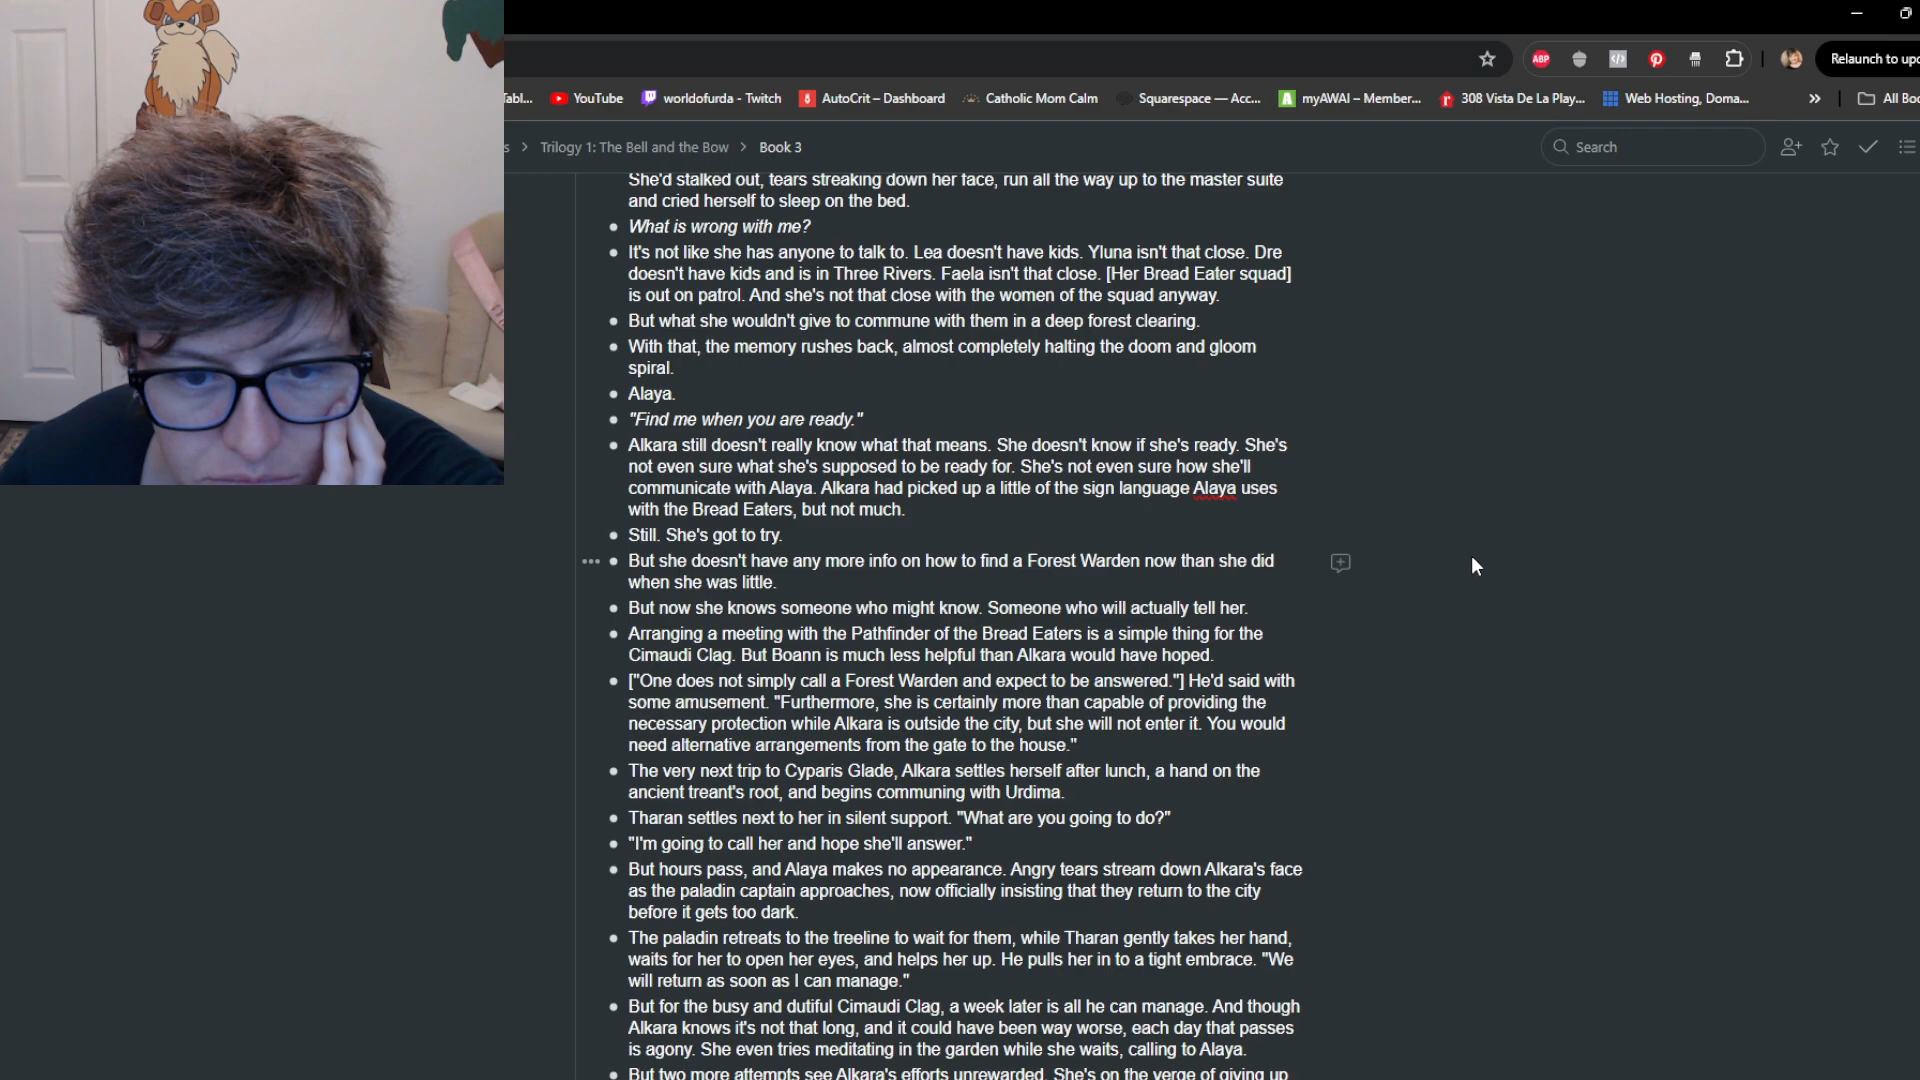 Relaunch to upd
Tabl...
YouTube
worldofurda - Twitch
AutoCrit – Dashboard
Catholic Mom Calm
Squarespace — Acc...
myAWAI – Member...
308 Vista De La Play...
Web Hosting, Doma...
»
All Boo
s > Trilogy 1: The Bell and the Bow > Book 3
Search
She'd stalked out, tears streaking down her face, run all the way up to the master suite
and cried herself to sleep on the bed.
What is wrong with me?
It's not like she has anyone to talk to. Lea doesn't have kids. Yluna isn't that close. Dre
doesn't have kids and is in Three Rivers. Faela isn't that close. [Her Bread Eater squad]
is out on patrol. And she's not that close with the women of the squad anyway.
But what she wouldn't give to commune with them in a deep forest clearing.
With that, the memory rushes back, almost completely halting the doom and gloom
spiral.
Alaya.
"Find me when you are ready."
Alkara still doesn't really know what that means. She doesn't know if she's ready. She's
not even sure what she's supposed to be ready for. She's not even sure how she'll
communicate with Alaya. Alkara had picked up a little of the sign language Alaya uses
with the Bread Eaters, but not much.
Still. She's got to try.
But she doesn't have any more info on how to find a Forest Warden now than she did
when she was little.
But now she knows someone who might know. Someone who will actually tell her.
Arranging a meeting with the Pathfinder of the Bread Eaters is a simple thing for the
Cimaudi Clag. But Boann is much less helpful than Alkara would have hoped.
["One does not simply call a Forest Warden and expect to be answered."] He'd said with
some amusement. "Furthermore, she is certainly more than capable of providing the
necessary protection while Alkara is outside the city, but she will not enter it. You would
need alternative arrangements from the gate to the house."
The very next trip to Cyparis Glade, Alkara settles herself after lunch, a hand on the
ancient treant's root, and begins communing with Urdima.
Tharan settles next to her in silent support. "What are you going to do?"
"I'm going to call her and hope she'll answer."
But hours pass, and Alaya makes no appearance. Angry tears stream down Alkara's face
as the paladin captain approaches, now officially insisting that they return to the city
before it gets too dark.
The paladin retreats to the treeline to wait for them, while Tharan gently takes her hand,
waits for her to open her eyes, and helps her up. He pulls her in to a tight embrace. "We
will return as soon as I can manage."
But for the busy and dutiful Cimaudi Clag, a week later is all he can manage. And though
Alkara knows it's not that long, and it could have been way worse, each day that passes
is agony. She even tries meditating in the garden while she waits, calling to Alaya.
But two more attempts see Alkara's efforts unrewarded. She's on the verge of giving up